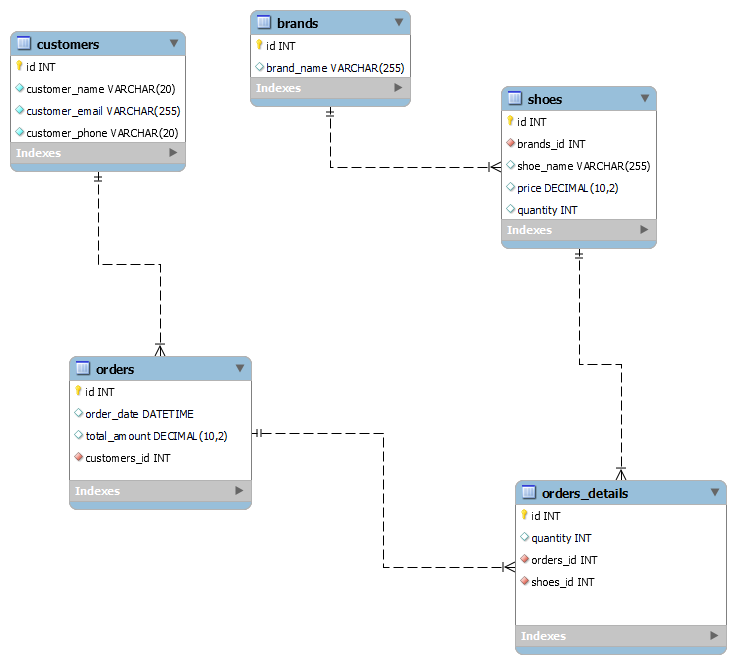 customers
id INT
customer_name VARCHAR(20)
customer_email VARCHAR(255)
customer_phone VARCHAR(20)
Indexes
brands
id INT
brand_name VARCHAR(255)
Indexes
shoes
id INT
brands_id INT
shoe_name VARCHAR(255)
price DECIMAL(10,2)
quantity INT
Indexes
orders
id INT
order_date DATETIME
total_amount DECIMAL(10,2)
customers_id INT
Indexes
orders_details
id INT
quantity INT
orders_id INT
shoes_id INT
Indexes